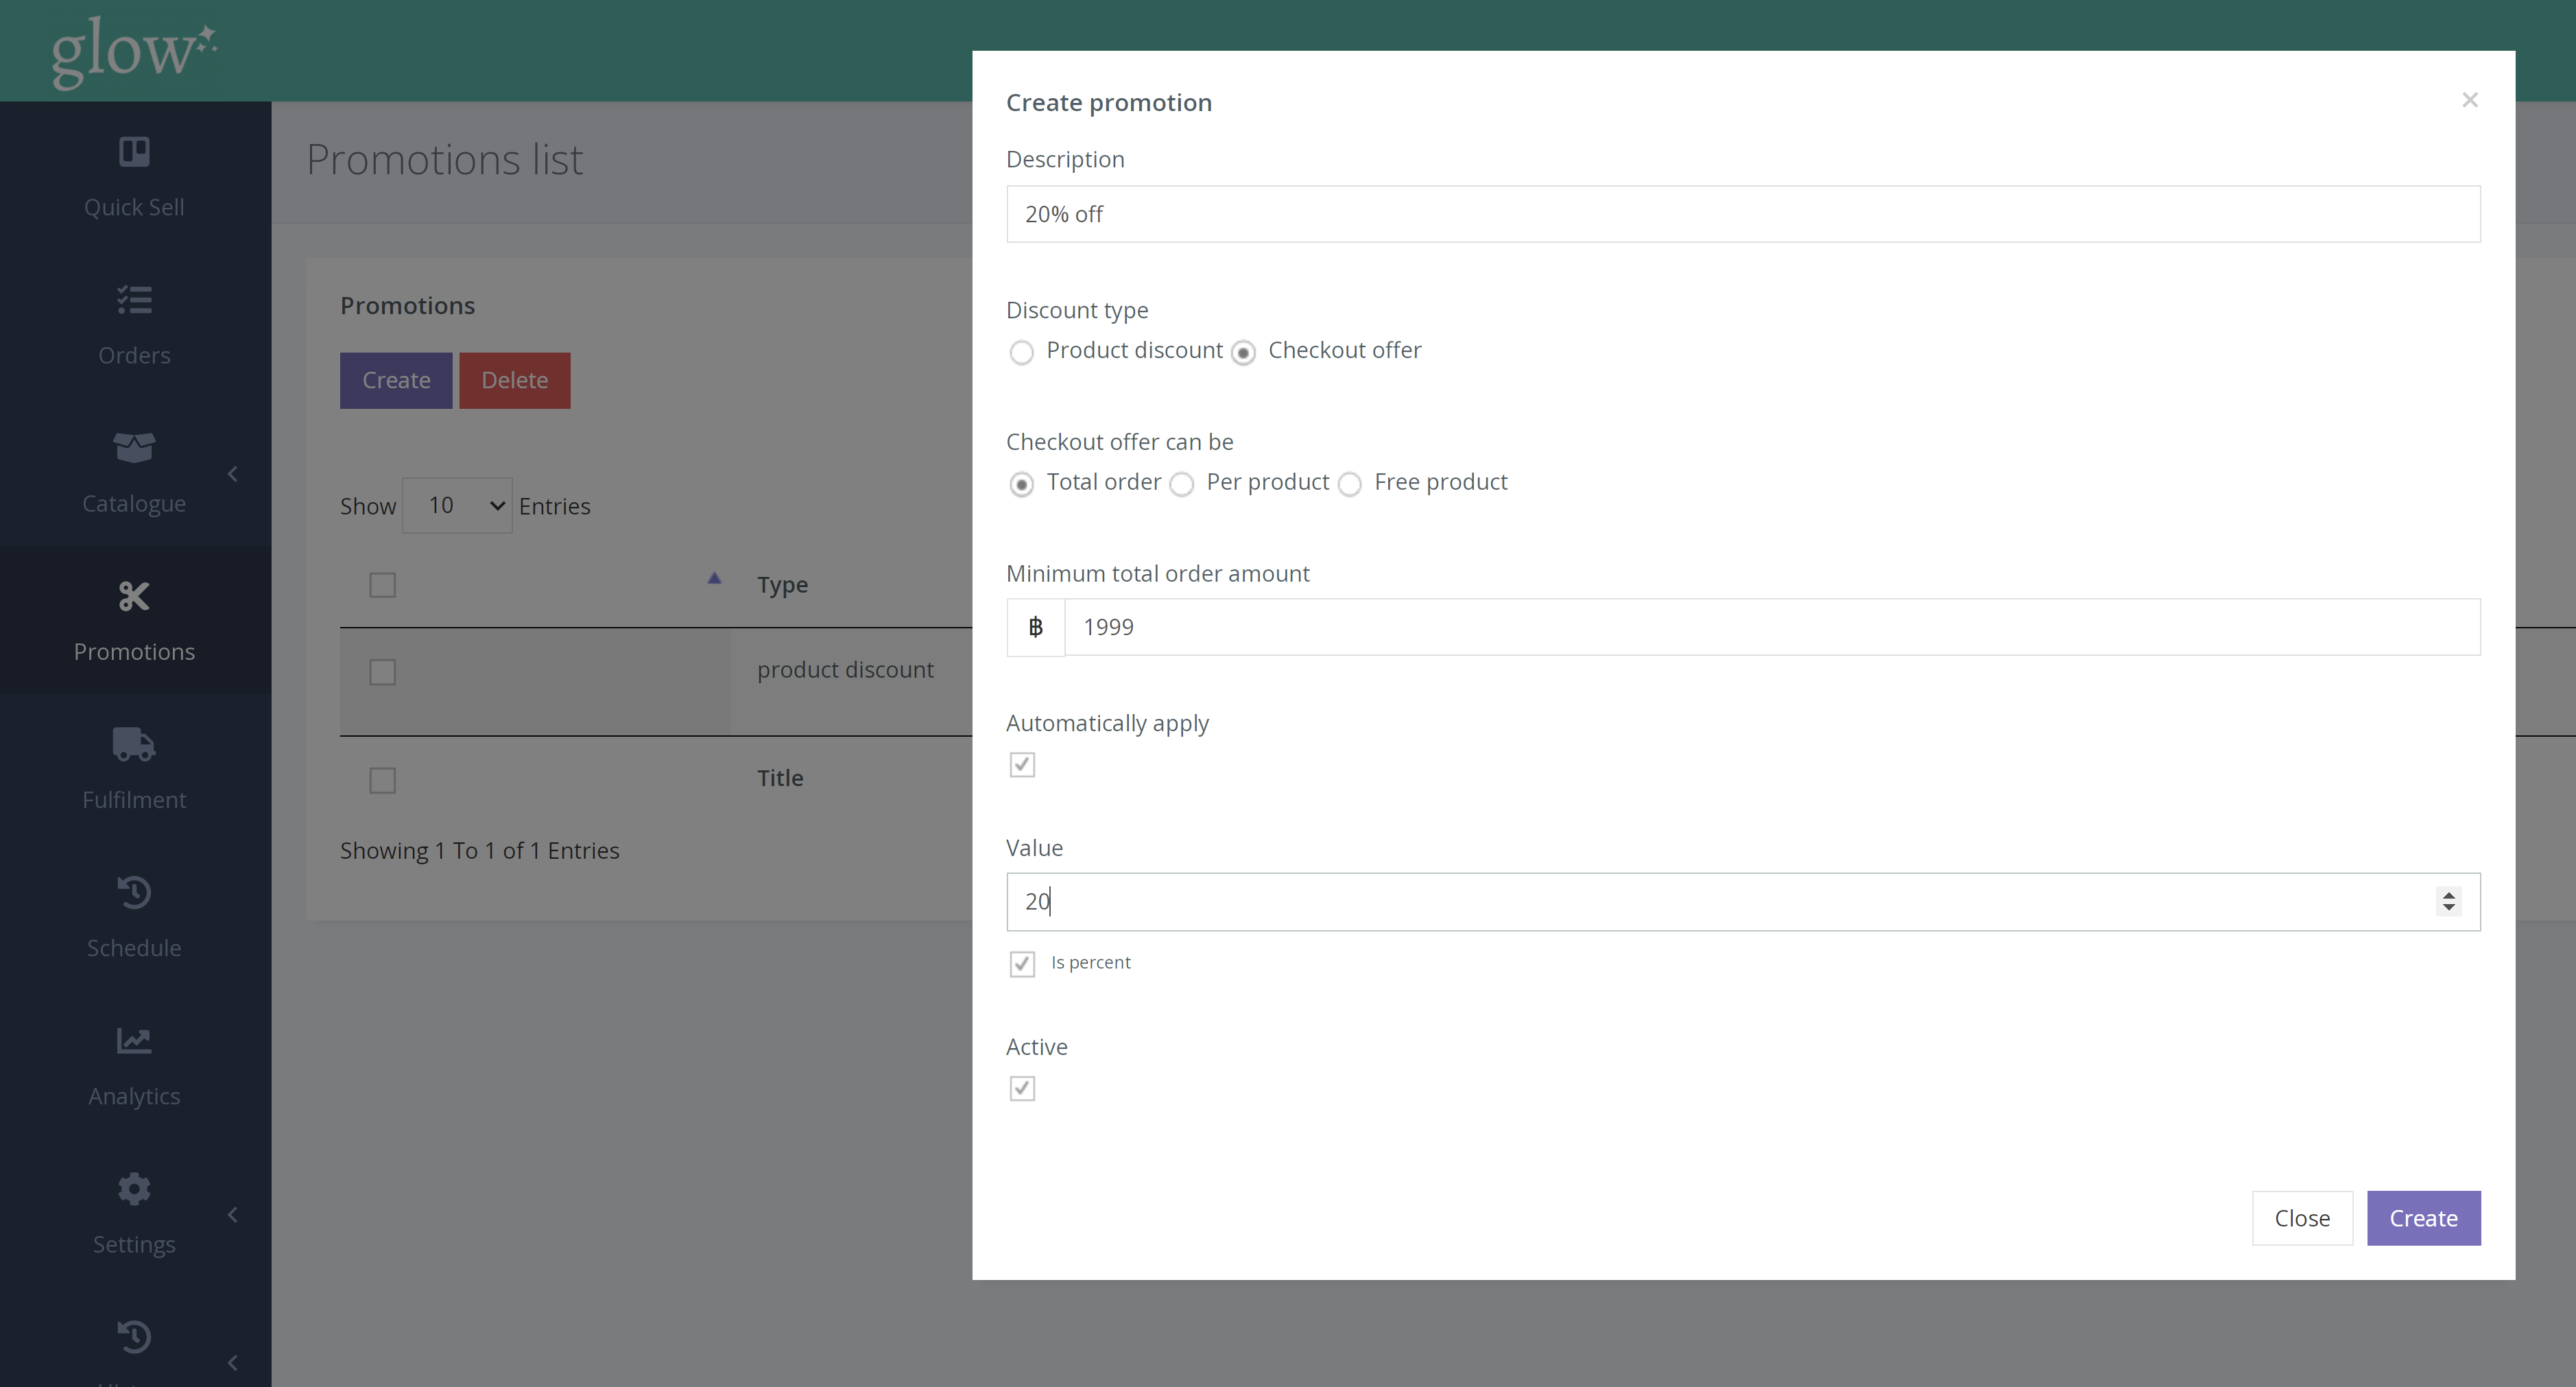 glow
Quick Sell
Orders
Catalogue
Promotions
Fulfilment
Schedule
Analytics
Settings
Promotions list
Promotions
Create Delete
Show 10 Entries
Type
product discount
Title
Showing 1 To 1 of 1 Entries
Create promotion ×
Description
20% off
Discount type
Product discount Checkout offer
Checkout offer can be
Total order Per product Free product
Minimum total order amount
฿ 1999
Automatically apply
Value
20
Is percent
Active
Close Create